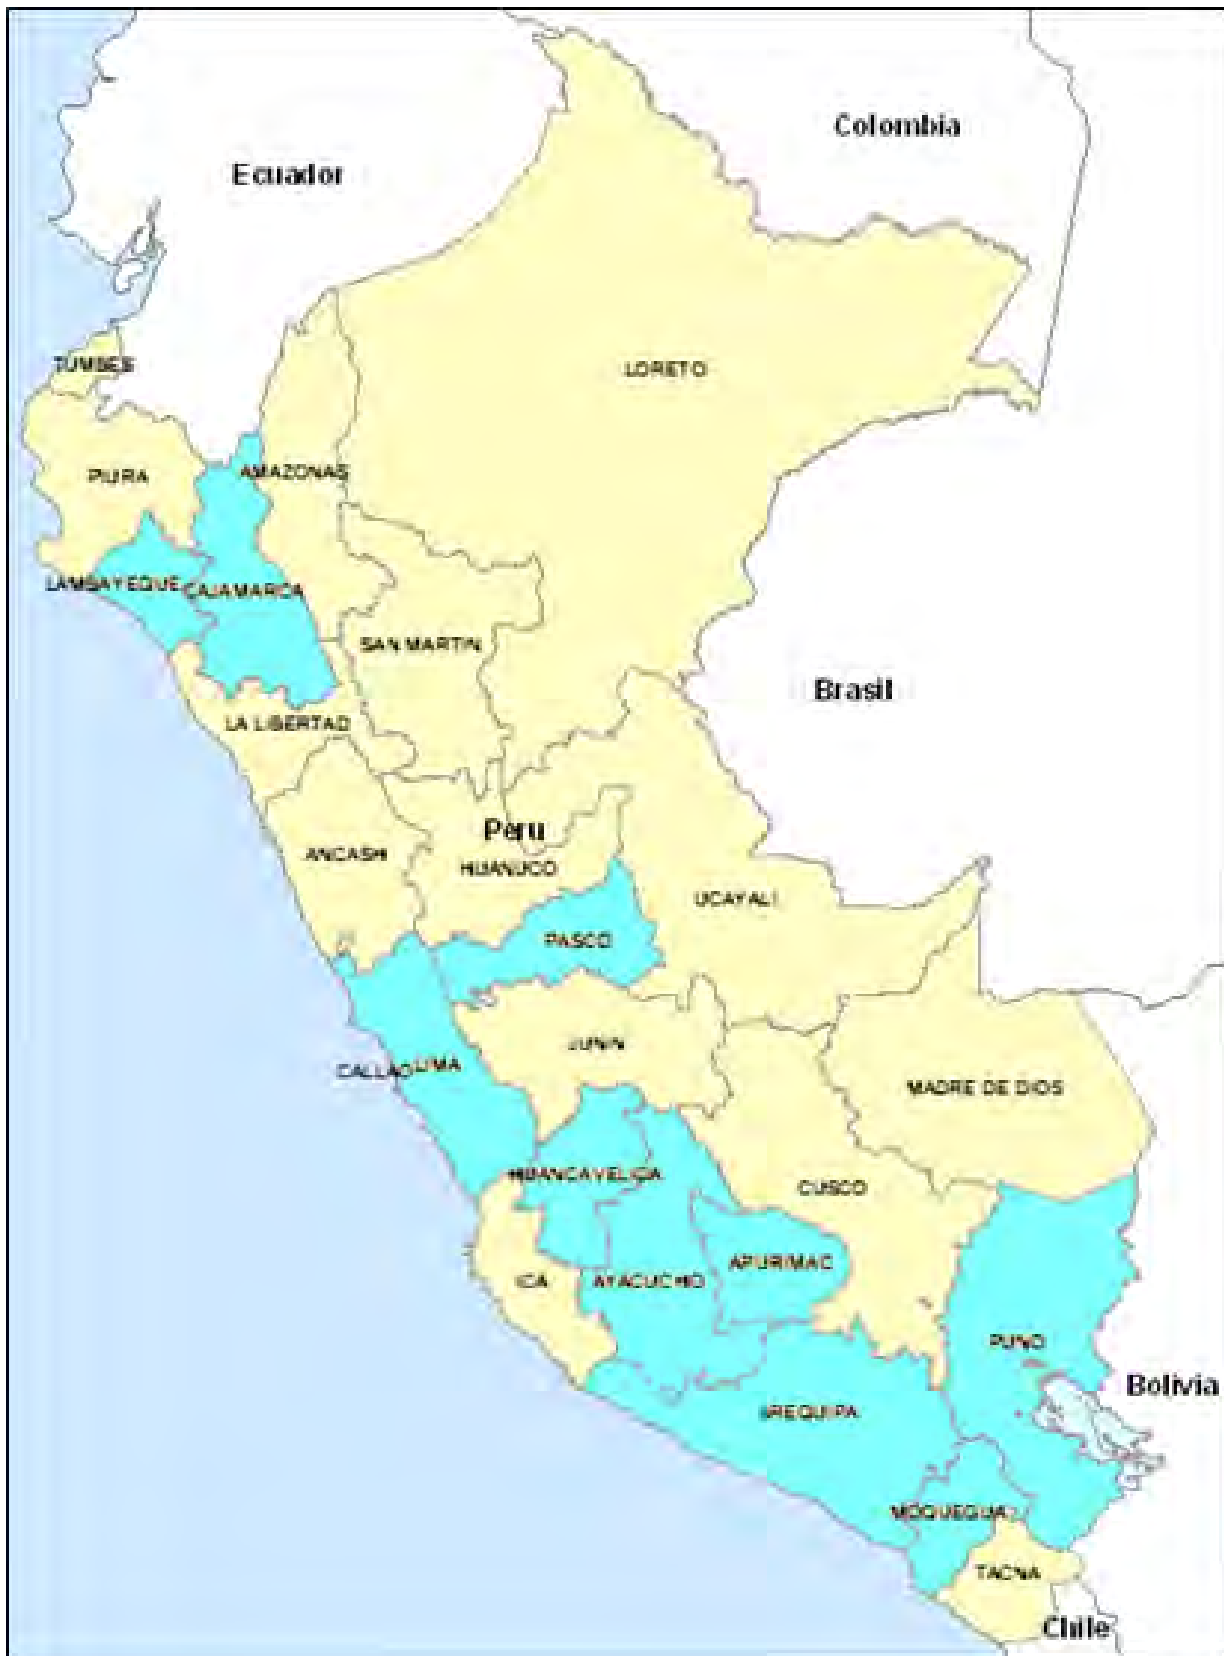 Colombia
Ecuador
TUMBES
LORETO
PIURA
AMAZONAS
LAMBAYEQUE
CAJAMARCA
SAN MARTIN
Brasil
LA LIBERTAD
Peru
ANCASH
HUANUCO
UCAYALI
PASCO
JUNIN
CALLAO
LIMA
MADRE DE DIOS
HUANCAVELICA
CUSCO
APURIMAC
ICA
AYACUCHO
PUNO
Bolivia
AREQUIPA
MOQUEGUA
TACNA
Chile